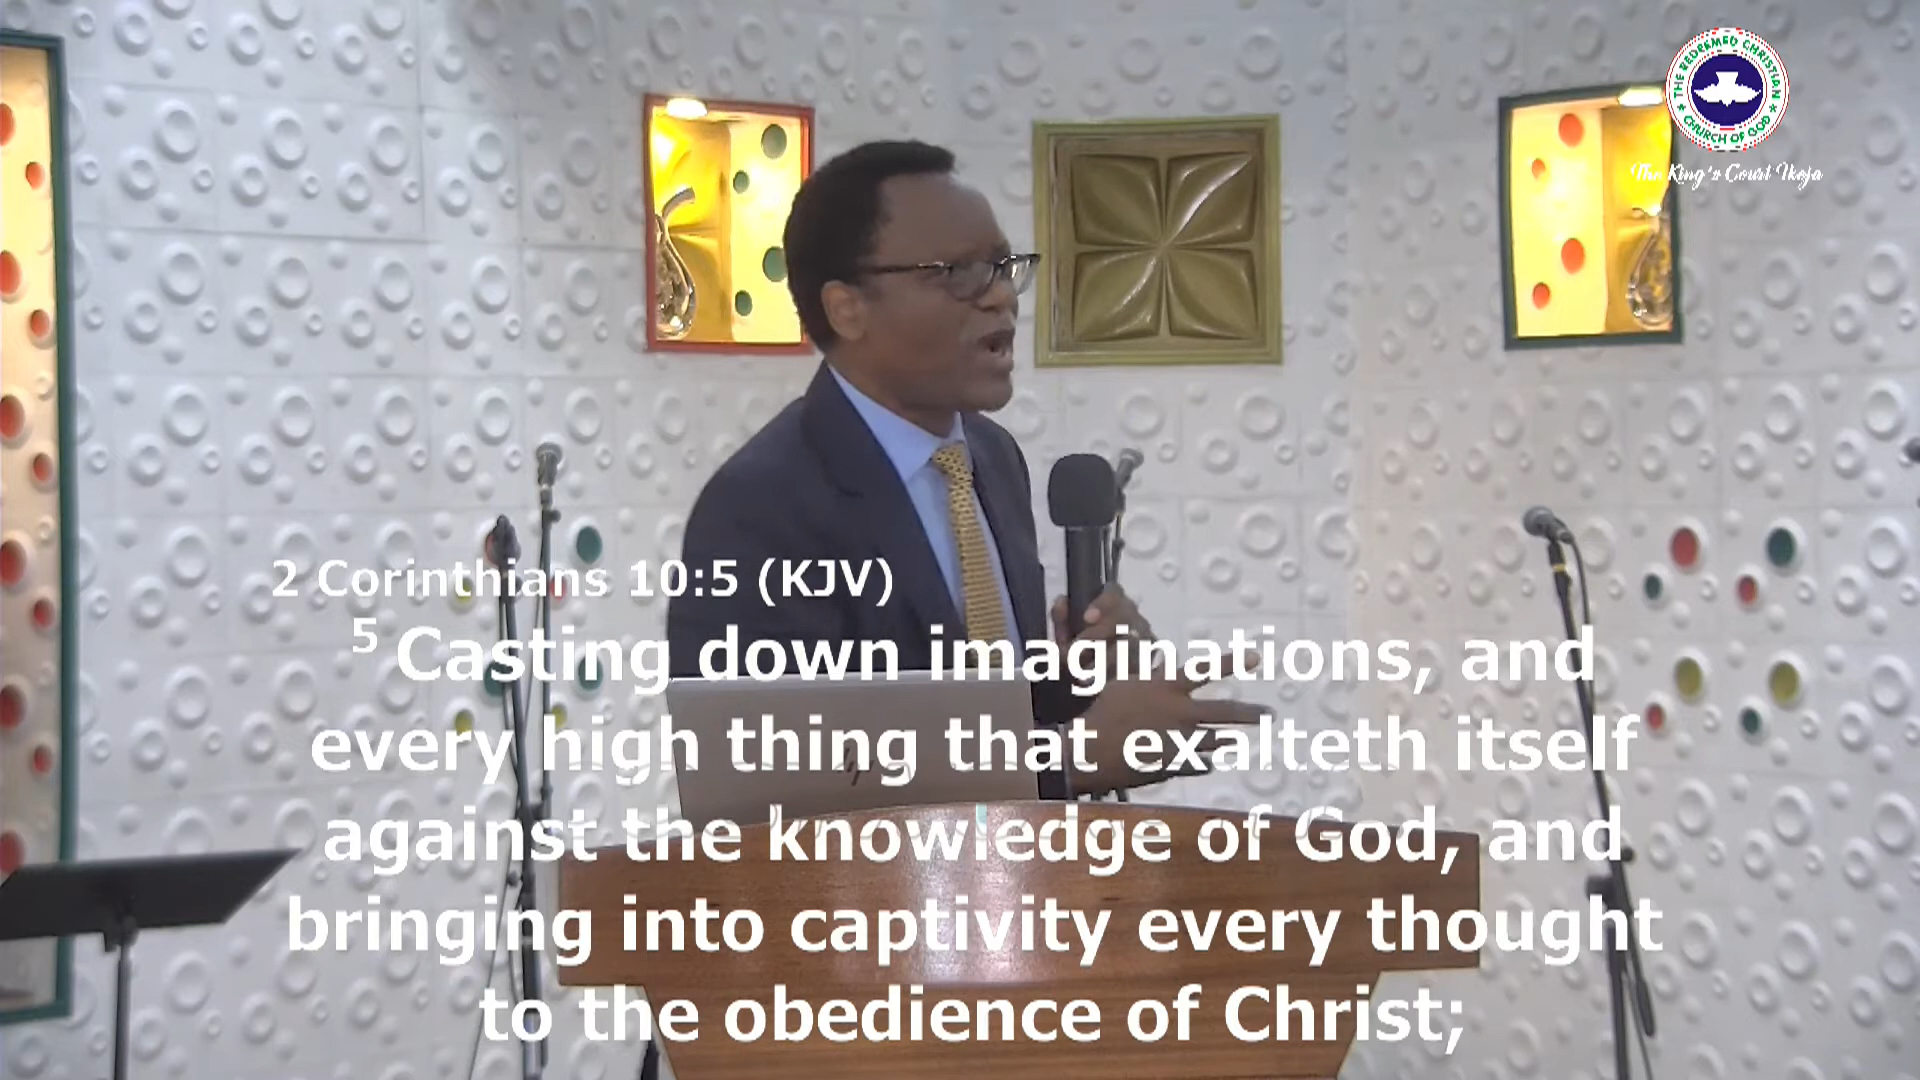 THE REDEEMED CHRISTIAN
CHURCH OF GOD
The King's Court Ikeja
2 Corinthians 10:5 (KJV)
5 Casting down imaginations, and
every high thing that exalteth itself
against the knowledge of God, and
bringing into captivity every thought
to the obedience of Christ;